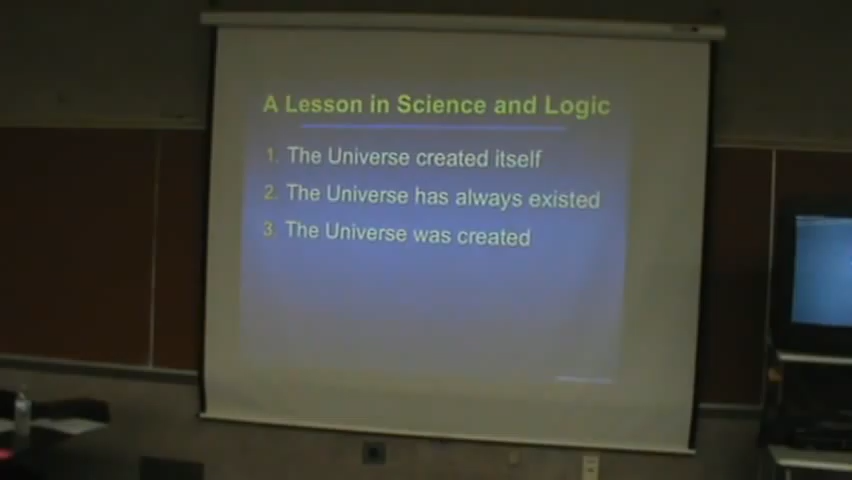 A Lesson in Science and Logic
1. The Universe created itself
2. The Universe has always existed
3. The Universe was created